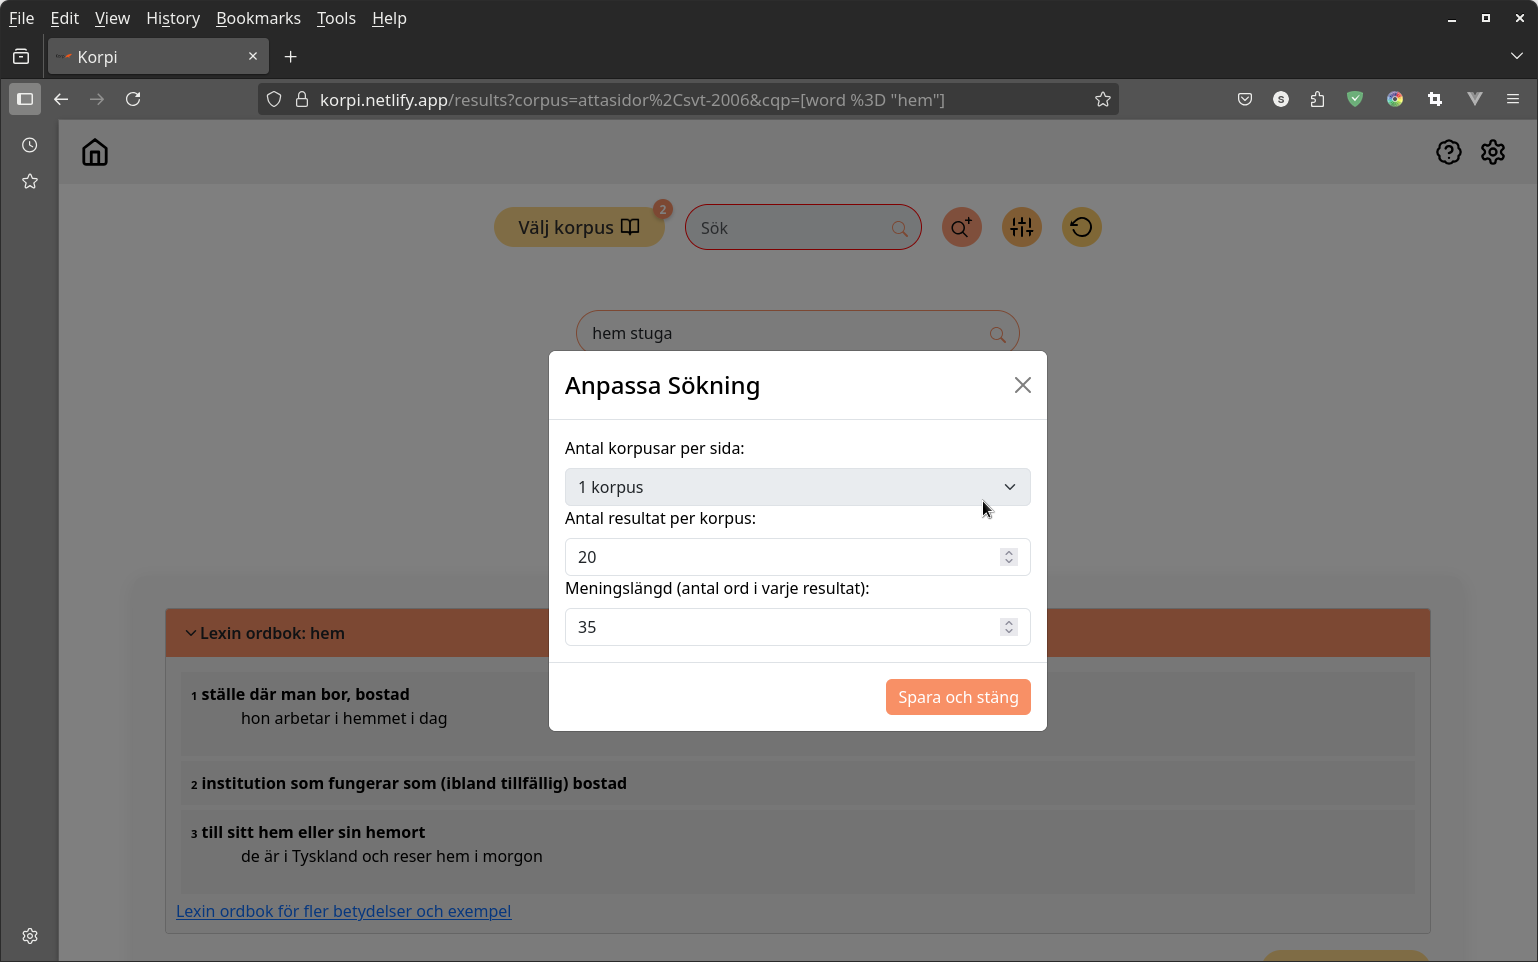 File Edit View History Bookmarks Tools Help
Korpi
korpi.netlify.app/results?corpus=attasidor%2Csvt-2006&cqp=[word %3D "hem"]
Välj korpus 2
Sök
hem stuga
Anpassa Sökning
Antal korpusar per sida:
1 korpus
Antal resultat per korpus:
20
Meningslängd (antal ord i varje resultat):
35
Spara och stäng
Lexin ordbok: hem
1 ställe där man bor, bostad
hon arbetar i hemmet i dag
2 institution som fungerar som (ibland tillfällig) bostad
3 till sitt hem eller sin hemort
de är i Tyskland och reser hem i morgon
Lexin ordbok för fler betydelser och exempel